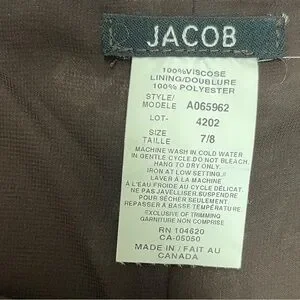 JACOB
100% VISCOSE
LINING/DOUBLURE
100% POLYESTER
STYLE/
MODELE A065962
LOT- 4202
SIZE
TAILLE 7/8
MACHINE WASH IN COLD WATER
IN GENTLE CYCLE.DO NOT BLEACH.
HANG TO DRY ONLY.
IRON AT LOW SETTING.//
LAVER À LA MACHINE
A L'EAU FROIDE AU CYCLE DÉLICAT.
NE PAS JAVELLISER.SUSPENDRE
POUR SÉCHER SEULEMENT.
REPASSER À BASSE TEMPÉRATURE
EXCLUSIVE OF TRIMMING
GARNITURE NON COMPRISE
RN 104620
CA-05050
MADE IN / FAIT AU
CANADA